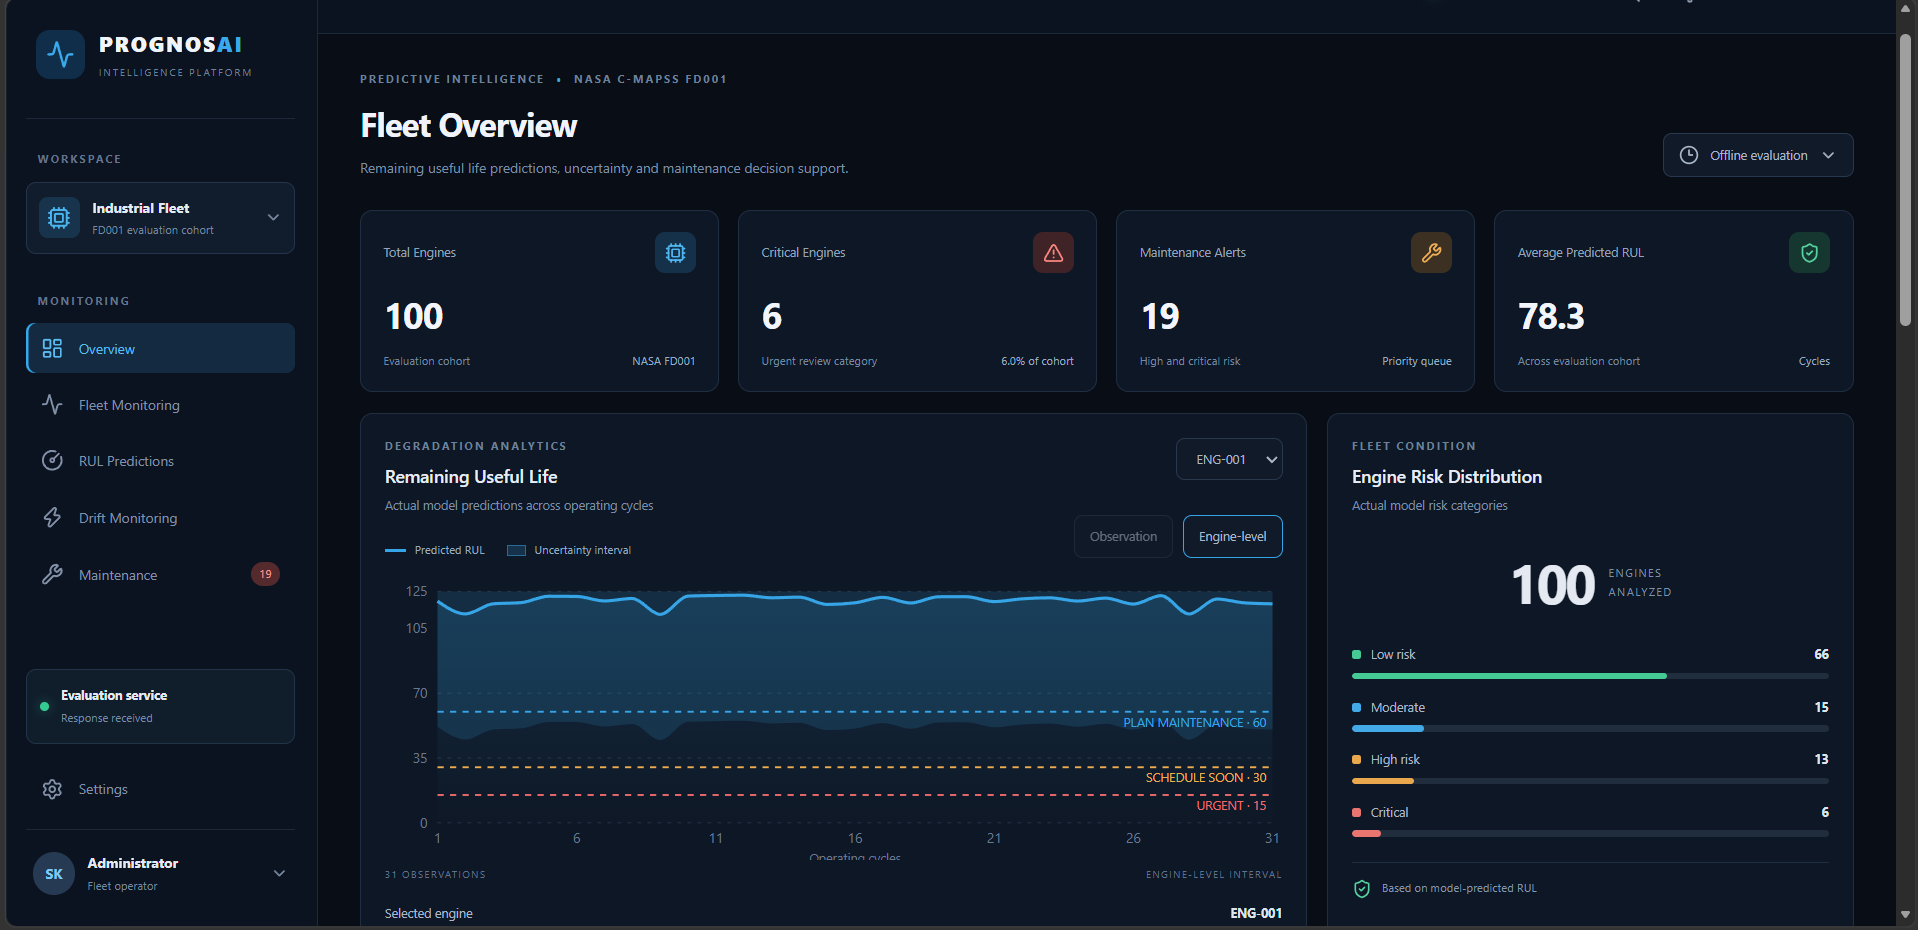 PROGNOSAI
INTELLIGENCE PLATFORM
WORKSPACE
Industrial Fleet
FD001 evaluation cohort
MONITORING
Overview
Fleet Monitoring
RUL Predictions
Drift Monitoring
Maintenance 19
Evaluation service
Response received
Settings
SK
Administrator
Fleet operator
PREDICTIVE INTELLIGENCE • NASA C-MAPSS FD001
Fleet Overview
Remaining useful life predictions, uncertainty and maintenance decision support.
Offline evaluation
Total Engines
100
Evaluation cohort NASA FD001
Critical Engines
6
Urgent review category 6.0% of cohort
Maintenance Alerts
19
High and critical risk Priority queue
Average Predicted RUL
78.3
Across evaluation cohort Cycles
DEGRADATION ANALYTICS
Remaining Useful Life
Actual model predictions across operating cycles
ENG-001
Observation Engine-level
Predicted RUL Uncertainty interval
125
105
70
PLAN MAINTENANCE · 60
35
SCHEDULE SOON · 30
URGENT · 15
0
1 6 11 16 21 26 31
Operating cycles
31 OBSERVATIONS ENGINE-LEVEL INTERVAL
Selected engine ENG-001
FLEET CONDITION
Engine Risk Distribution
Actual model risk categories
100 ENGINES
ANALYZED
Low risk 66
Moderate 15
High risk 13
Critical 6
Based on model-predicted RUL